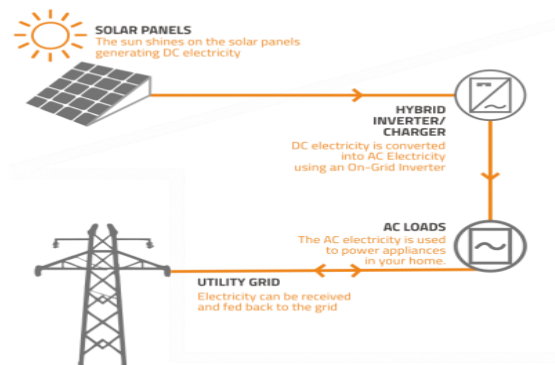 SOLAR PANELS
The sun shines on the solar panels
generating DC electricity
HYBRID
INVERTER/
CHARGER
DC electricity is converted
into AC Electricity
using an On-Grid Inverter
AC LOADS
The AC electricity is used
to power appliances
in your home.
UTILITY GRID
Electricity can be received
and fed back to the grid